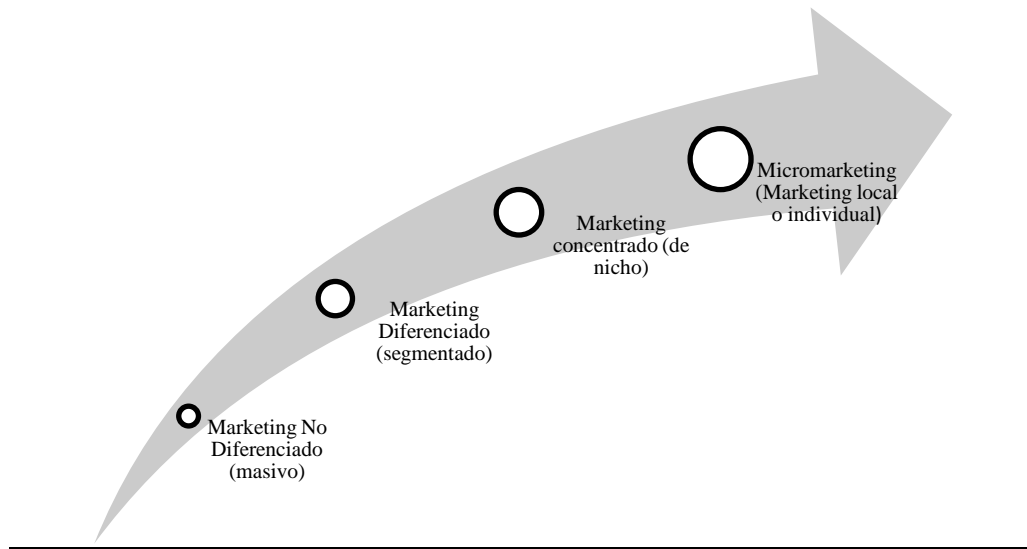 Micromarketing
(Marketing local
o individual)
Marketing
concentrado (de
nicho)
Marketing
Diferenciado
(segmentado)
Marketing No
Diferenciado
(masivo)